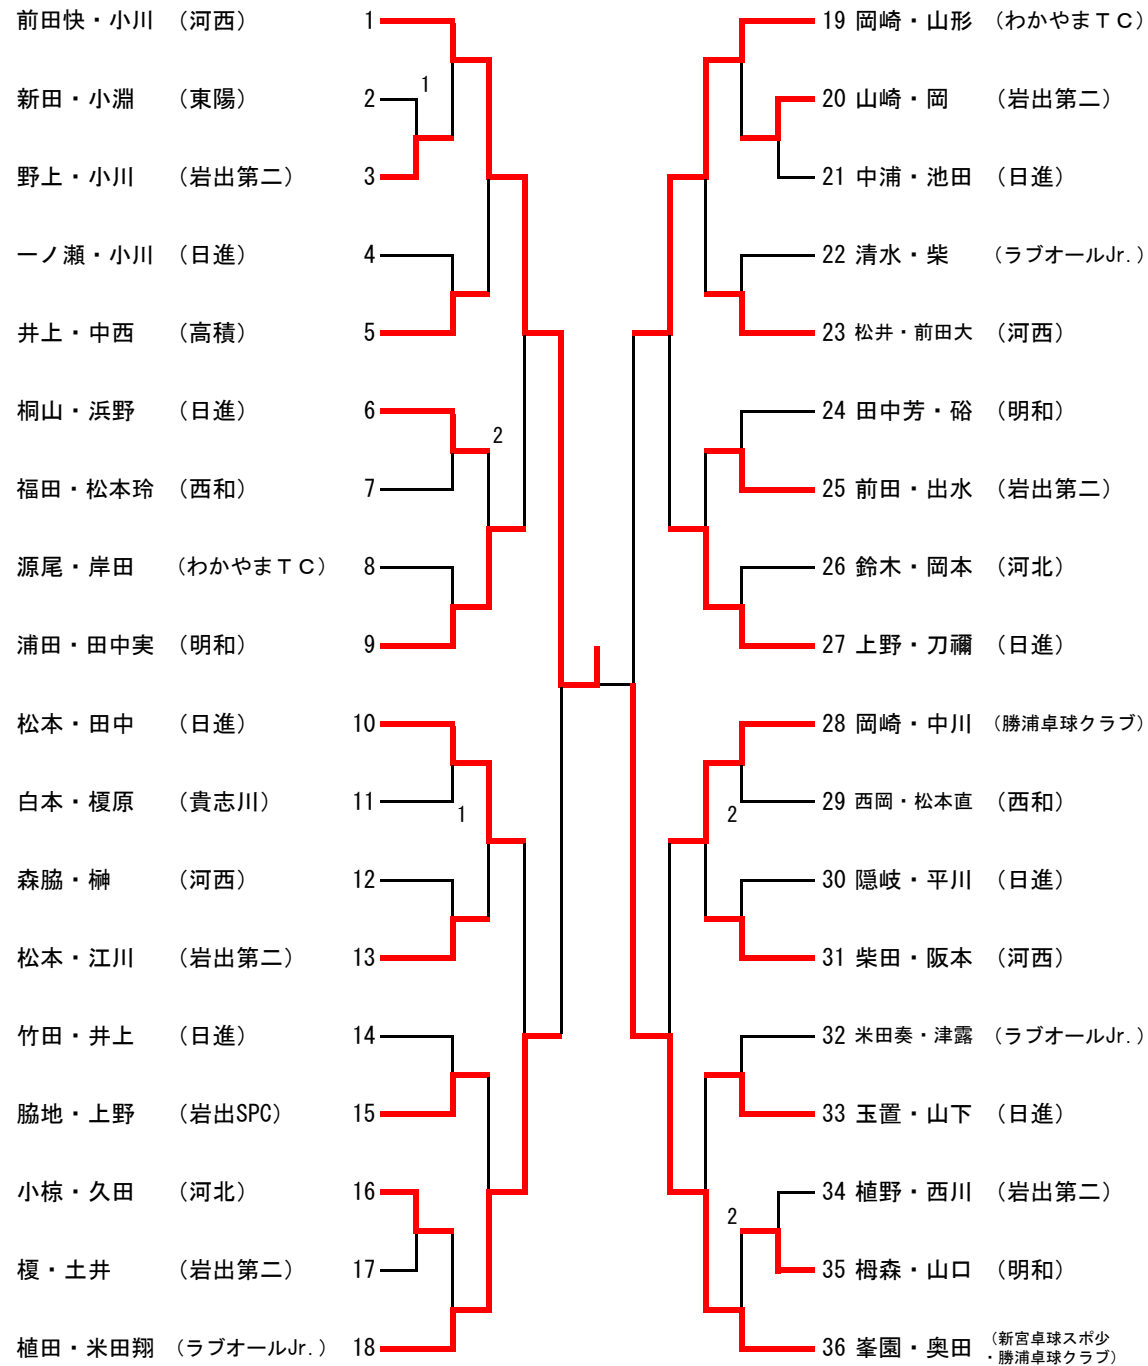 前田快・小川 （河西） 1
1
新田・小淵 （東陽） 2
野上・小川 （岩出第二） 3
一ノ瀬・小川 （日進） 4
井上・中西 （高積） 5
桐山・浜野 （日進） 6
2
福田・松本玲 （西和） 7
源尾・岸田 （わかやまＴＣ） 8
浦田・田中実 （明和） 9
松本・田中 （日進） 10
白本・榎原 （貴志川） 11
1
森脇・榊 （河西） 12
松本・江川 （岩出第二） 13
竹田・井上 （日進） 14
脇地・上野 （岩出SPC） 15
小椋・久田 （河北） 16
榎・土井 （岩出第二） 17
植田・米田翔 （ラブオールJr.） 18
19 岡崎・山形 （わかやまＴＣ）
20 山崎・岡 （岩出第二）
21 中浦・池田 （日進）
22 清水・柴 （ラブオールJr.）
23 松井・前田大 （河西）
24 田中芳・硲 （明和）
25 前田・出水 （岩出第二）
26 鈴木・岡本 （河北）
27 上野・刀禰 （日進）
28 岡崎・中川 （勝浦卓球クラブ）
29 西岡・松本直 （西和）
2
30 隠岐・平川 （日進）
31 柴田・阪本 （河西）
32 米田奏・津露 （ラブオールJr.）
33 玉置・山下 （日進）
34 植野・西川 （岩出第二）
2
35 栂森・山口 （明和）
36 峯園・奥田 （新宮卓球スポ少
・勝浦卓球クラブ）